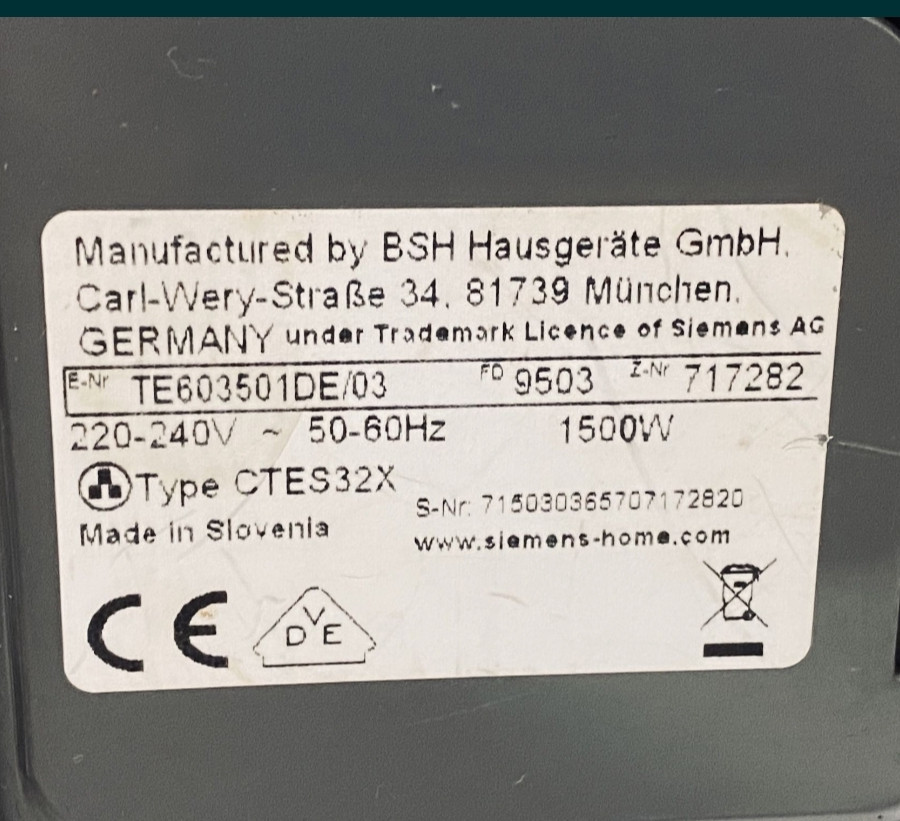 Manufactured by BSH Hausgeräte GmbH,
Carl-Wery-Straße 34, 81739 München,
GERMANY under Trademark Licence of Siemens AG
E-Nr TE603501DE/03 FD 9503 Z-Nr 717282
220-240V ~ 50-60Hz 1500W
Type CTES32X
S-Nr: 715030365707172820
Made in Slovenia
www.siemens-home.com
CE
DVE